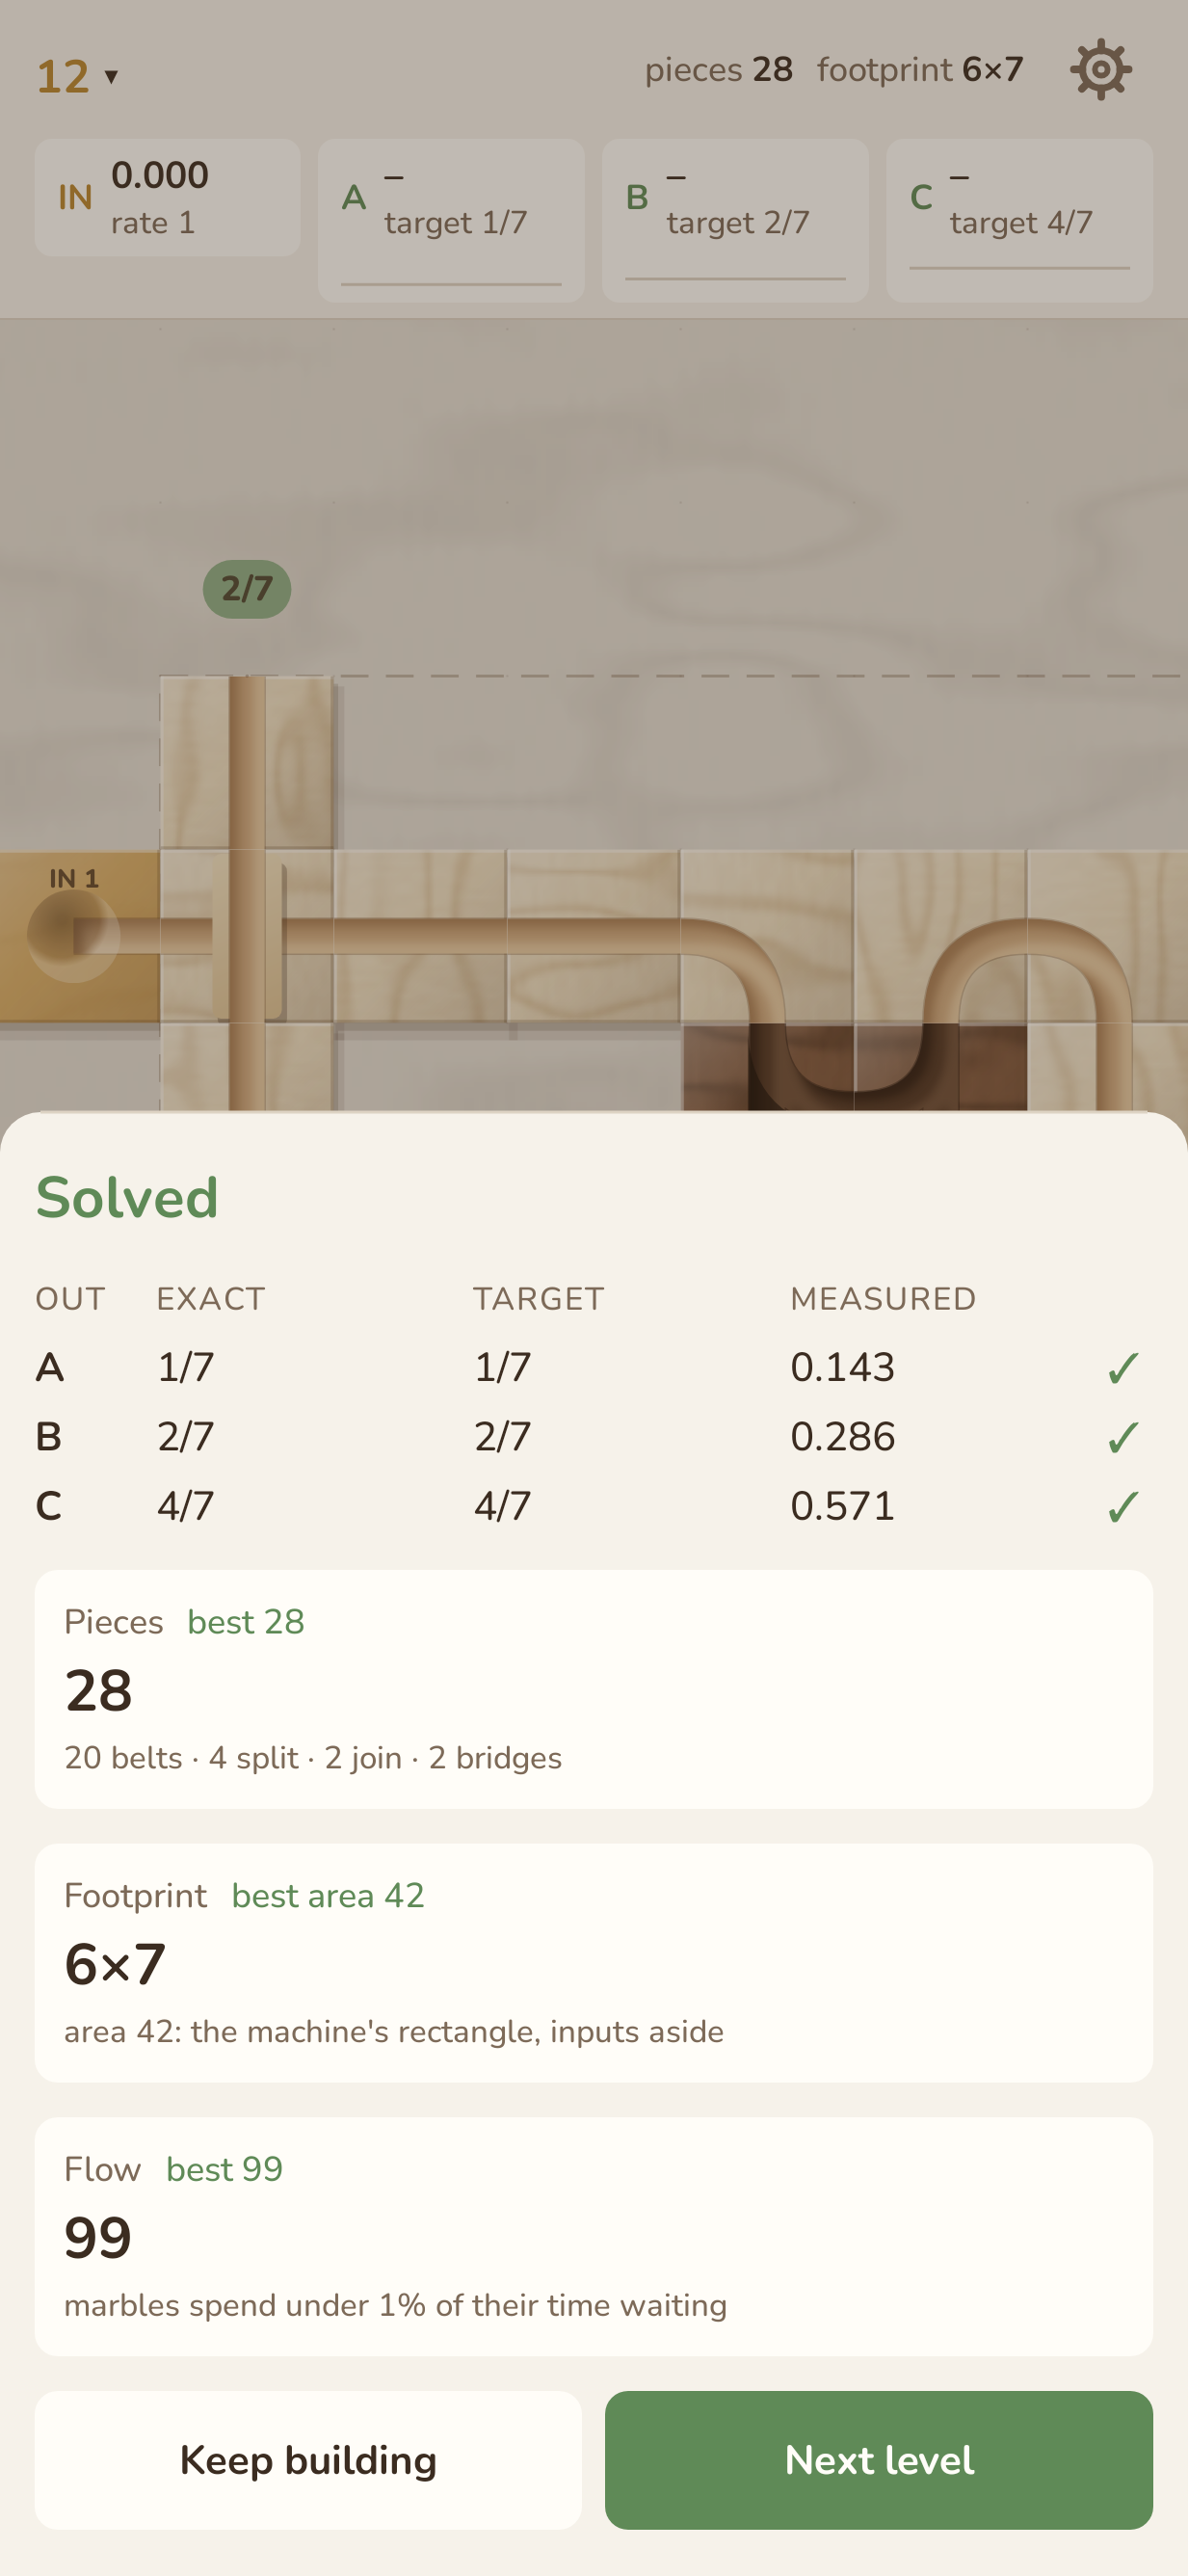 12 ▾
pieces 28 footprint 6×7
IN 0.000
rate 1
A –
target 1/7
B –
target 2/7
C –
target 4/7
2/7
IN 1
Solved
OUT EXACT TARGET MEASURED
A 1/7 1/7 0.143 ✓
B 2/7 2/7 0.286 ✓
C 4/7 4/7 0.571 ✓
Pieces best 28
28
20 belts · 4 split · 2 join · 2 bridges
Footprint best area 42
6×7
area 42: the machine's rectangle, inputs aside
Flow best 99
99
marbles spend under 1% of their time waiting
Keep building
Next level